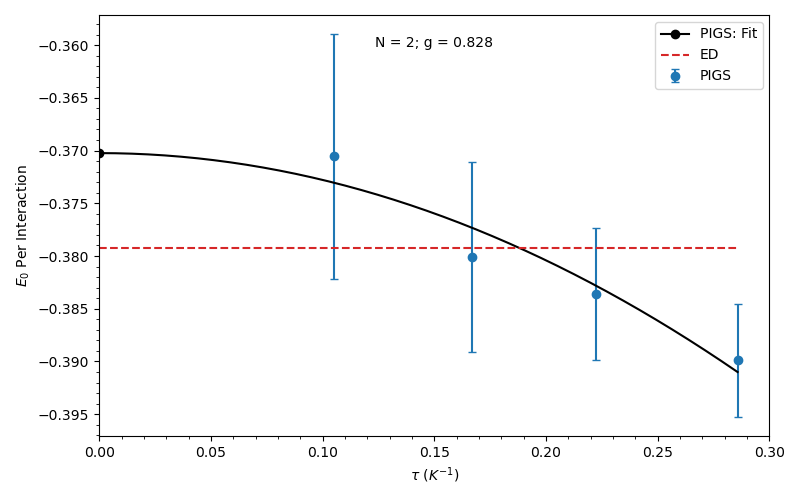 N = 2; g = 0.828
PIGS: Fit
ED
PIGS
E₀ Per Interaction
−0.360
−0.365
−0.370
−0.375
−0.380
−0.385
−0.390
−0.395
0.00 0.05 0.10 0.15 0.20 0.25 0.30
τ (K⁻¹)